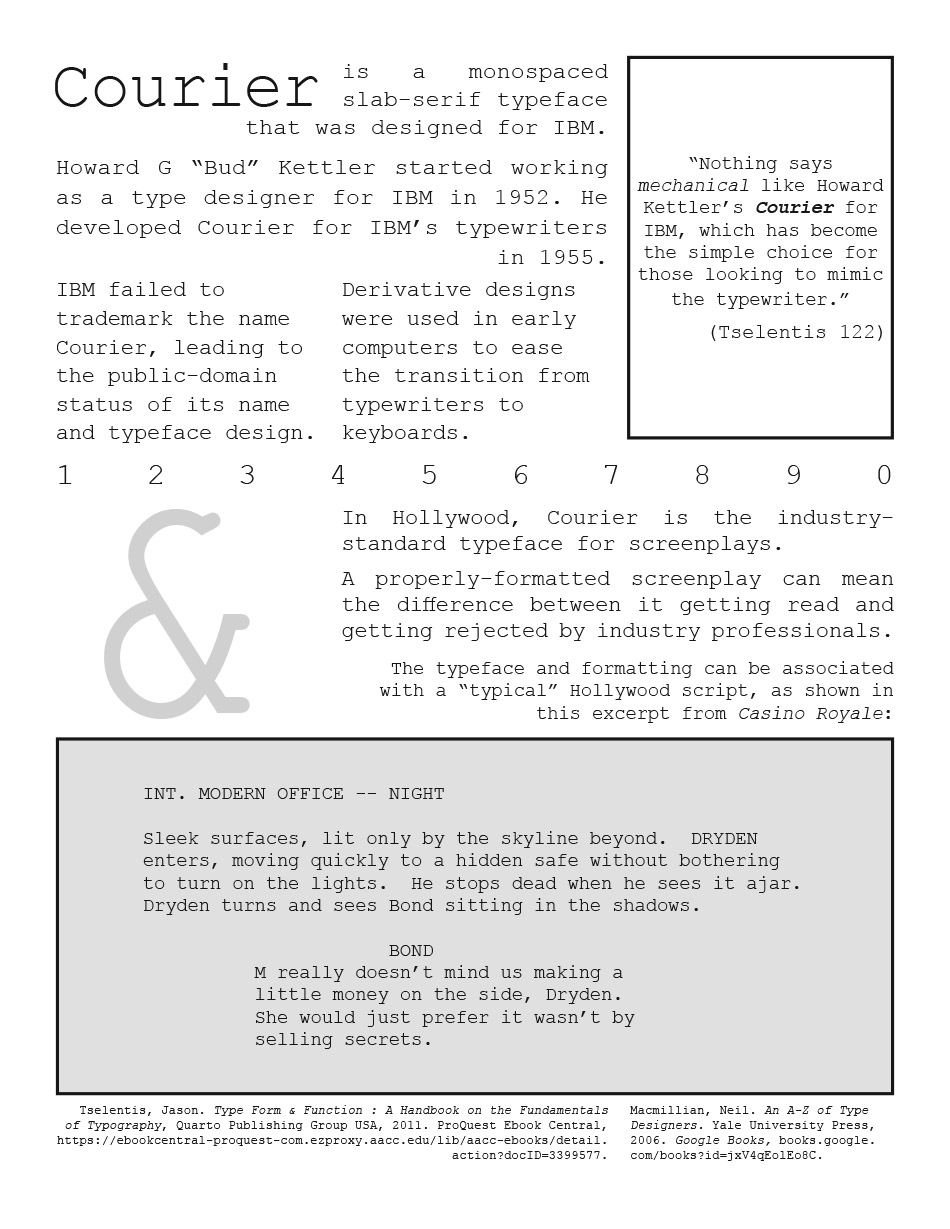 Courier is a monospaced
slab-serif typeface
that was designed for IBM.
Howard G “Bud” Kettler started working
as a type designer for IBM in 1952. He
developed Courier for IBM’s typewriters
in 1955.
IBM failed to
trademark the name
Courier, leading to
the public-domain
status of its name
and typeface design.
Derivative designs
were used in early
computers to ease
the transition from
typewriters to
keyboards.
“Nothing says
mechanical like Howard
Kettler’s Courier for
IBM, which has become
the simple choice for
those looking to mimic
the typewriter.”
(Tselentis 122)
1 2 3 4 5 6 7 8 9 0
&
In Hollywood, Courier is the industry-
standard typeface for screenplays.
A properly-formatted screenplay can mean
the difference between it getting read and
getting rejected by industry professionals.
The typeface and formatting can be associated
with a “typical” Hollywood script, as shown in
this excerpt from Casino Royale:
INT. MODERN OFFICE -- NIGHT
Sleek surfaces, lit only by the skyline beyond. DRYDEN
enters, moving quickly to a hidden safe without bothering
to turn on the lights. He stops dead when he sees it ajar.
Dryden turns and sees Bond sitting in the shadows.
BOND
M really doesn’t mind us making a
little money on the side, Dryden.
She would just prefer it wasn’t by
selling secrets.
Tselentis, Jason. Type Form & Function : A Handbook on the Fundamentals
of Typography, Quarto Publishing Group USA, 2011. ProQuest Ebook Central,
https://ebookcentral-proquest-com.ezproxy.aacc.edu/lib/aacc-ebooks/detail.
action?docID=3399577.
Macmillian, Neil. An A-Z of Type
Designers. Yale University Press,
2006. Google Books, books.google.
com/books?id=jxV4qEolEo8C.